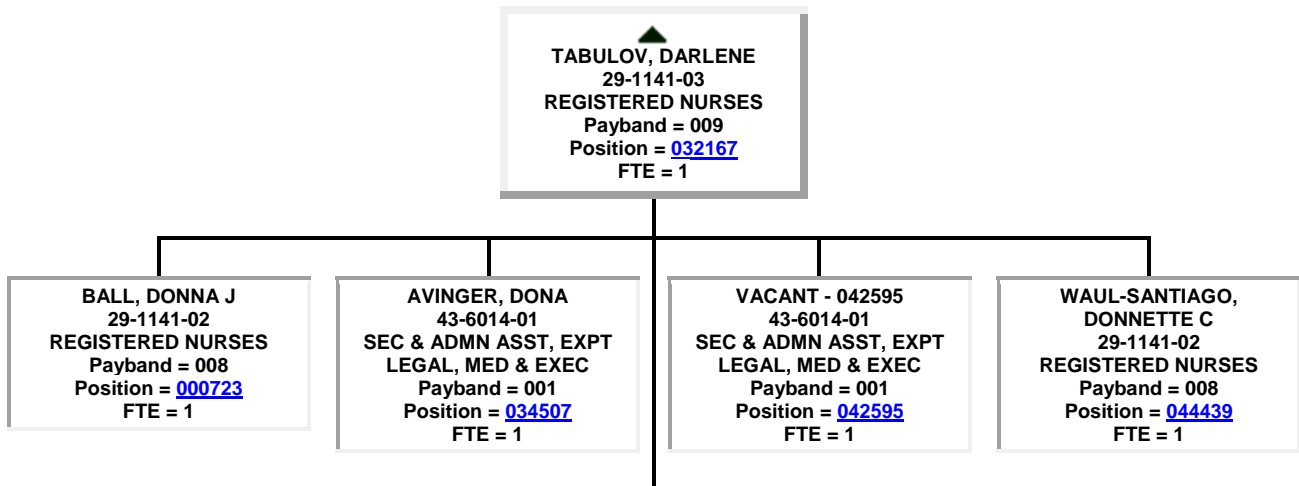 TABULOV, DARLENE
29-1141-03
REGISTERED NURSES
Payband = 009
Position = 032167
FTE = 1
BALL, DONNA J
29-1141-02
REGISTERED NURSES
Payband = 008
Position = 000723
FTE = 1
AVINGER, DONA
43-6014-01
SEC & ADMN ASST, EXPT
LEGAL, MED & EXEC
Payband = 001
Position = 034507
FTE = 1
VACANT - 042595
43-6014-01
SEC & ADMN ASST, EXPT
LEGAL, MED & EXEC
Payband = 001
Position = 042595
FTE = 1
WAUL-SANTIAGO,
DONNETTE C
29-1141-02
REGISTERED NURSES
Payband = 008
Position = 044439
FTE = 1